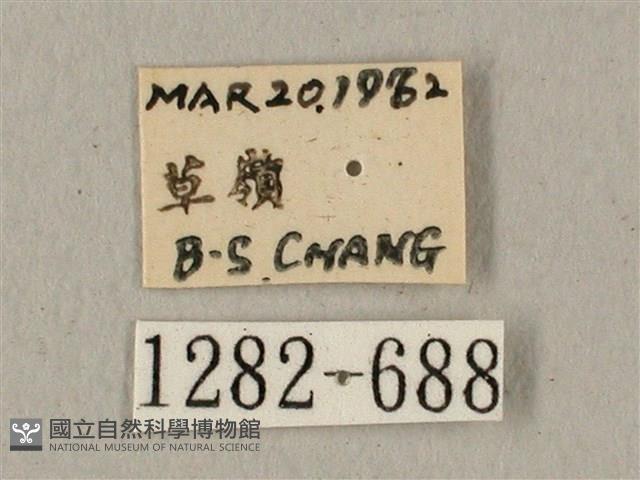 MAR 20.1962
草嶺
B-S.CHANG
1282-688
國立自然科學博物館
NATIONAL MUSEUM OF NATURAL SCIENCE